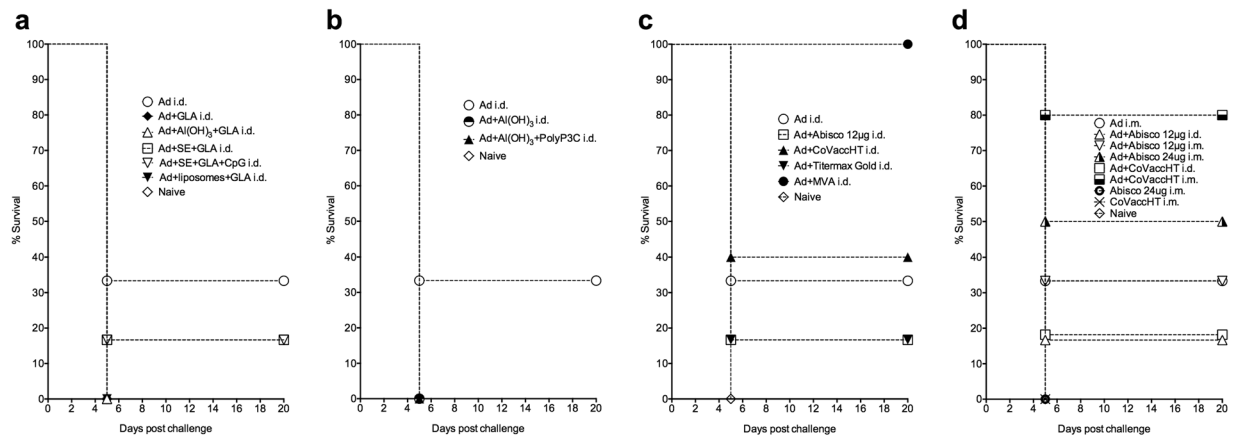 a
100
90
80
70
60
50
40
30
20
10
0
% Survival
Ad i.d.
Ad+GLA i.d.
Ad+Al(OH)3+GLA i.d.
Ad+SE+GLA i.d.
Ad+SE+GLA+CpG i.d.
Ad+liposomes+GLA i.d.
Naive
0 2 4 6 8 10 12 14 16 18 20
Days post challenge
b
100
90
80
70
60
50
40
30
20
10
0
% Survival
Ad i.d.
Ad+Al(OH)3 i.d.
Ad+Al(OH)3+PolyP3C i.d.
Naive
0 2 4 6 8 10 12 14 16 18 20
Days post challenge
c
100
90
80
70
60
50
40
30
20
10
0
% Survival
Ad i.d.
Ad+Abisco 12µg i.d.
Ad+CoVaccHT i.d.
Ad+Titermax Gold i.d.
Ad+MVA i.d.
Naive
0 2 4 6 8 10 12 14 16 18 20
Days post challenge
d
100
90
80
70
60
50
40
30
20
10
0
% Survival
Ad i.m.
Ad+Abisco 12µg i.d.
Ad+Abisco 12µg i.m.
Ad+Abisco 24ug i.m.
Ad+CoVaccHT i.d.
Ad+CoVaccHT i.m.
Abisco 24ug i.m.
CoVaccHT i.m.
Naive
0 2 4 6 8 10 12 14 16 18 20
Days post challenge